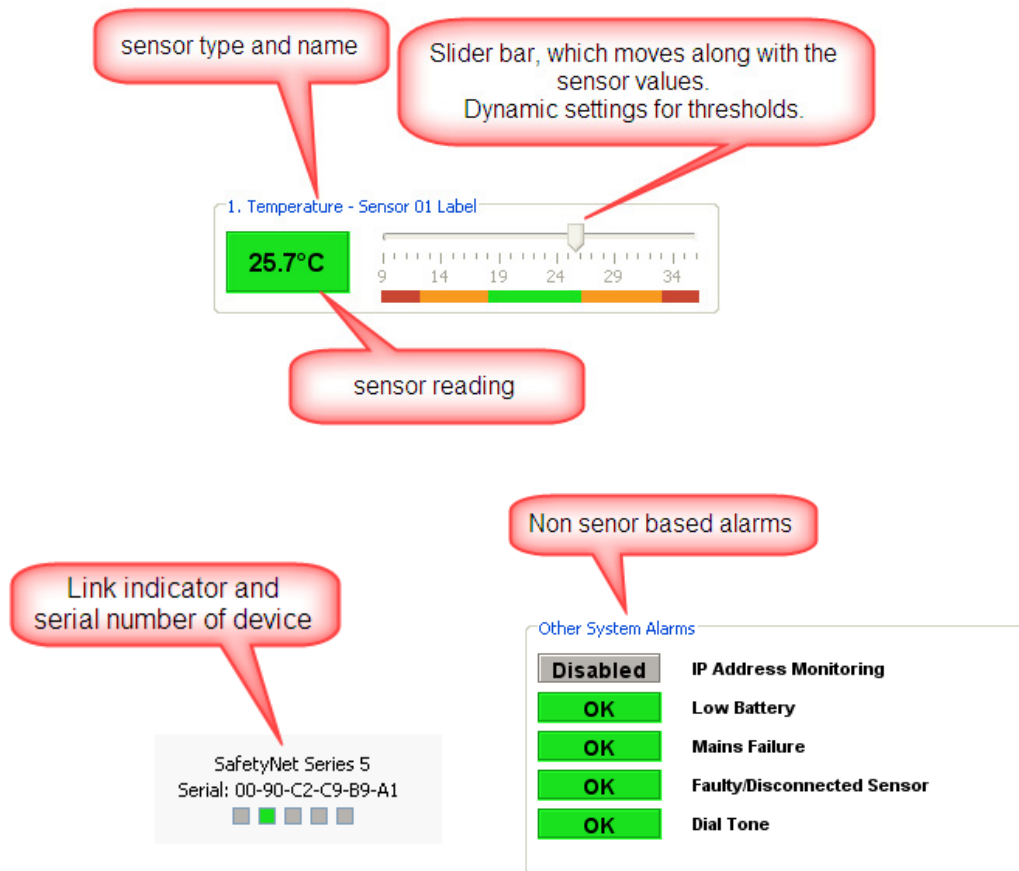 sensor type and name
Slider bar, which moves along with the
sensor values.
Dynamic settings for thresholds.
1. Temperature - Sensor 01 Label
25.7°C
9 14 19 24 29 34
sensor reading
Non senor based alarms
Link indicator and
serial number of device
Other System Alarms
Disabled IP Address Monitoring
OK Low Battery
OK Mains Failure
OK Faulty/Disconnected Sensor
OK Dial Tone
SafetyNet Series 5
Serial: 00-90-C2-C9-B9-A1